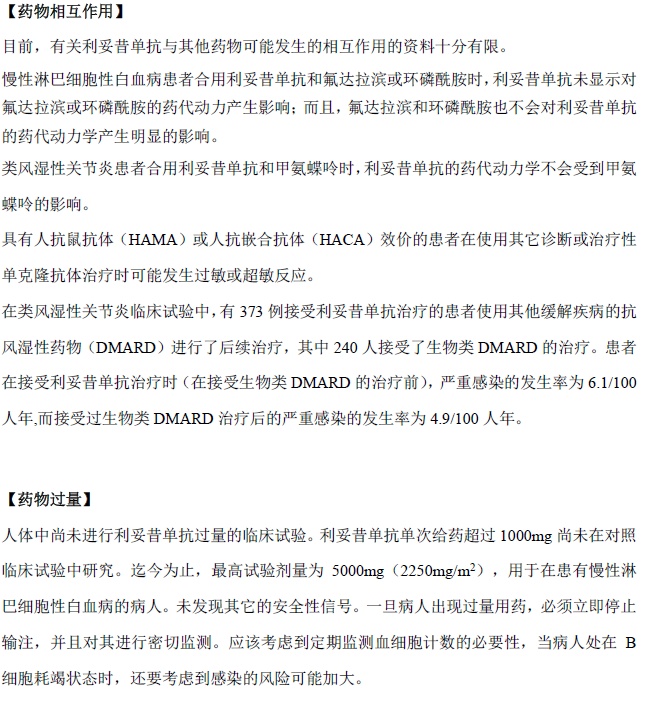 【药物相互作用】
目前，有关利妥昔单抗与其他药物可能发生的相互作用的资料十分有限。
慢性淋巴细胞性白血病患者合用利妥昔单抗和氟达拉滨或环磷酰胺时，利妥昔单抗未显示对
氟达拉滨或环磷酰胺的药代动力产生影响；而且，氟达拉滨和环磷酰胺也不会对利妥昔单抗
的药代动力学产生明显的影响。
类风湿性关节炎患者合用利妥昔单抗和甲氨蝶呤时，利妥昔单抗的药代动力学不会受到甲氨
蝶呤的影响。
具有人抗鼠抗体（HAMA）或人抗嵌合抗体（HACA）效价的患者在使用其它诊断或治疗性
单克隆抗体治疗时可能发生过敏或超敏反应。
在类风湿性关节炎临床试验中，有 373 例接受利妥昔单抗治疗的患者使用其他缓解疾病的抗
风湿性药物（DMARD）进行了后续治疗，其中 240 人接受了生物类 DMARD 的治疗。患者
在接受利妥昔单抗治疗时（在接受生物类 DMARD 的治疗前），严重感染的发生率为 6.1/100
人年,而接受过生物类 DMARD 治疗后的严重感染的发生率为 4.9/100 人年。
【药物过量】
人体中尚未进行利妥昔单抗过量的临床试验。利妥昔单抗单次给药超过 1000mg 尚未在对照
临床试验中研究。迄今为止，最高试验剂量为 5000mg（2250mg/m²），用于在患有慢性淋
巴细胞性白血病的病人。未发现其它的安全性信号。一旦病人出现过量用药，必须立即停止
输注，并且对其进行密切监测。应该考虑到定期监测血细胞计数的必要性，当病人处在 B
细胞耗竭状态时，还要考虑到感染的风险可能加大。